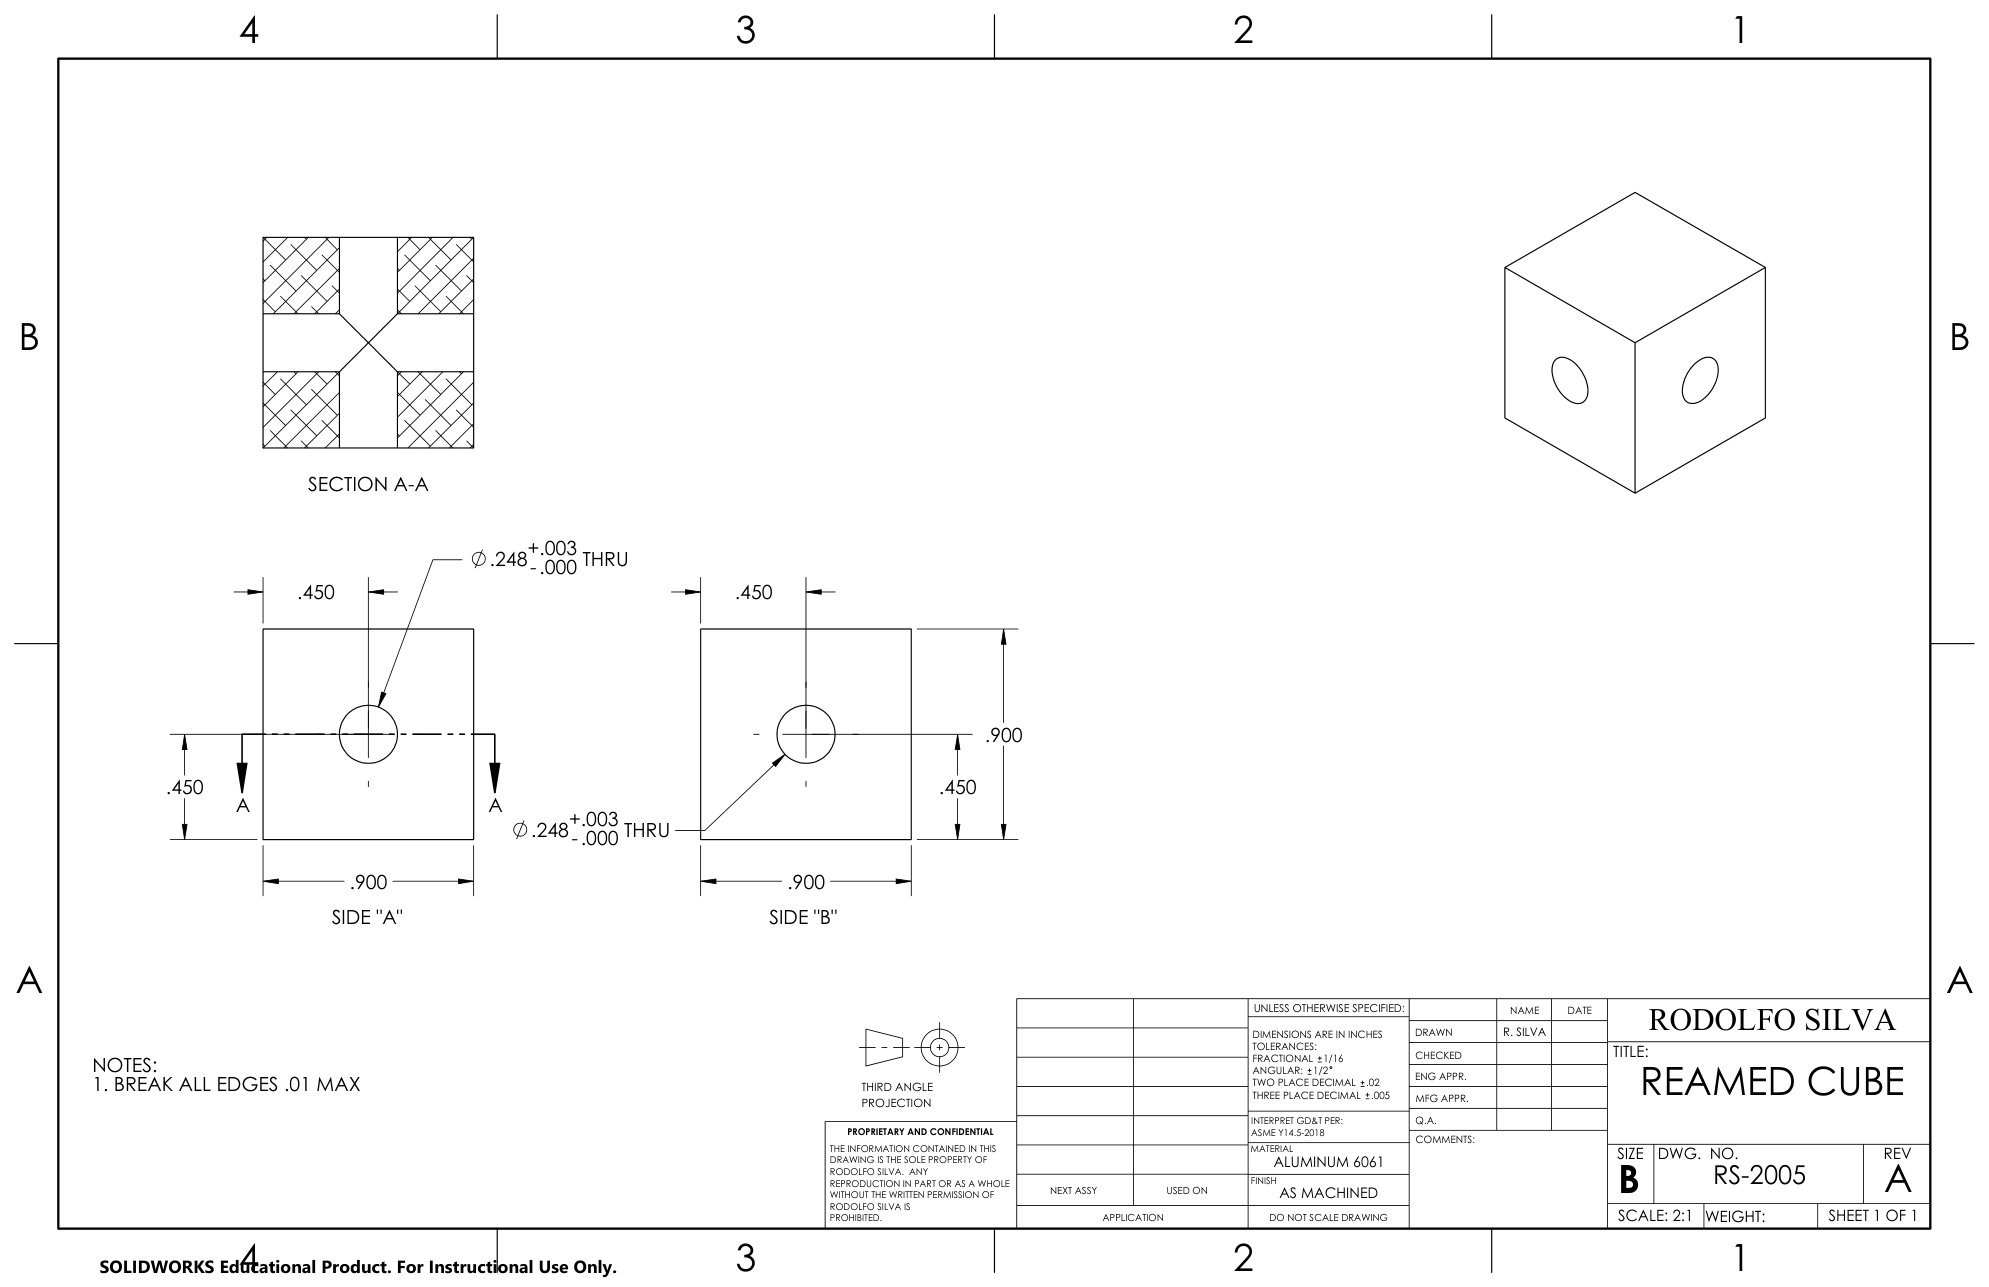 4 3 2 1
B B
SECTION A-A
⌀.248 +.003 -.000 THRU
.450 .450
.900
.450 .450
A A
⌀.248 +.003 -.000 THRU
.900 .900
SIDE "A" SIDE "B"
A A
NOTES:
1. BREAK ALL EDGES .01 MAX
THIRD ANGLE
PROJECTION
PROPRIETARY AND CONFIDENTIAL
THE INFORMATION CONTAINED IN THIS
DRAWING IS THE SOLE PROPERTY OF
RODOLFO SILVA. ANY
REPRODUCTION IN PART OR AS A WHOLE
WITHOUT THE WRITTEN PERMISSION OF
RODOLFO SILVA IS
PROHIBITED.
NEXT ASSY USED ON
APPLICATION
UNLESS OTHERWISE SPECIFIED:
DIMENSIONS ARE IN INCHES
TOLERANCES:
FRACTIONAL ±1/16
ANGULAR: ±1/2°
TWO PLACE DECIMAL ±.02
THREE PLACE DECIMAL ±.005
INTERPRET GD&T PER:
ASME Y14.5-2018
MATERIAL
ALUMINUM 6061
FINISH
AS MACHINED
DO NOT SCALE DRAWING
NAME DATE
DRAWN R. SILVA
CHECKED
ENG APPR.
MFG APPR.
Q.A.
COMMENTS:
RODOLFO SILVA
TITLE:
REAMED CUBE
SIZE DWG. NO. REV
B RS-2005 A
SCALE: 2:1 WEIGHT: SHEET 1 OF 1
4 3 2 1
SOLIDWORKS Educational Product. For Instructional Use Only.